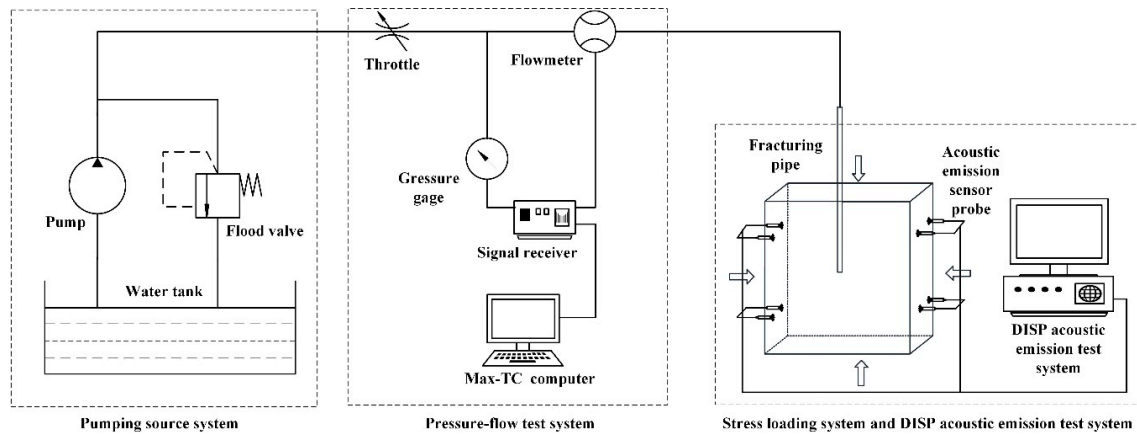 Pump
Flood valve
Water tank
Pumping source system
Throttle
Flowmeter
Gressure
gage
Signal receiver
Max-TC computer
Pressure-flow test system
Fracturing
pipe
Acoustic
emission
sensor
probe
DISP acoustic
emission test
system
Stress loading system and DISP acoustic emission test system